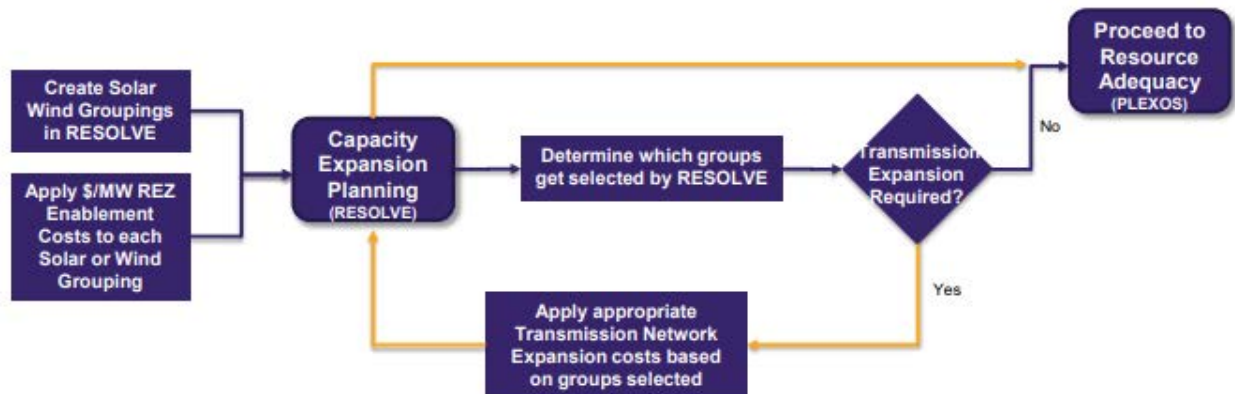 Create Solar
Wind Groupings
in RESOLVE
Apply $/MW REZ
Enablement
Costs to each
Solar or Wind
Grouping
Capacity
Expansion
Planning
(RESOLVE)
Determine which groups
get selected by RESOLVE
Transmission
Expansion
Required?
No
Proceed to
Resource
Adequacy
(PLEXOS)
Yes
Apply appropriate
Transmission Network
Expansion costs based
on groups selected